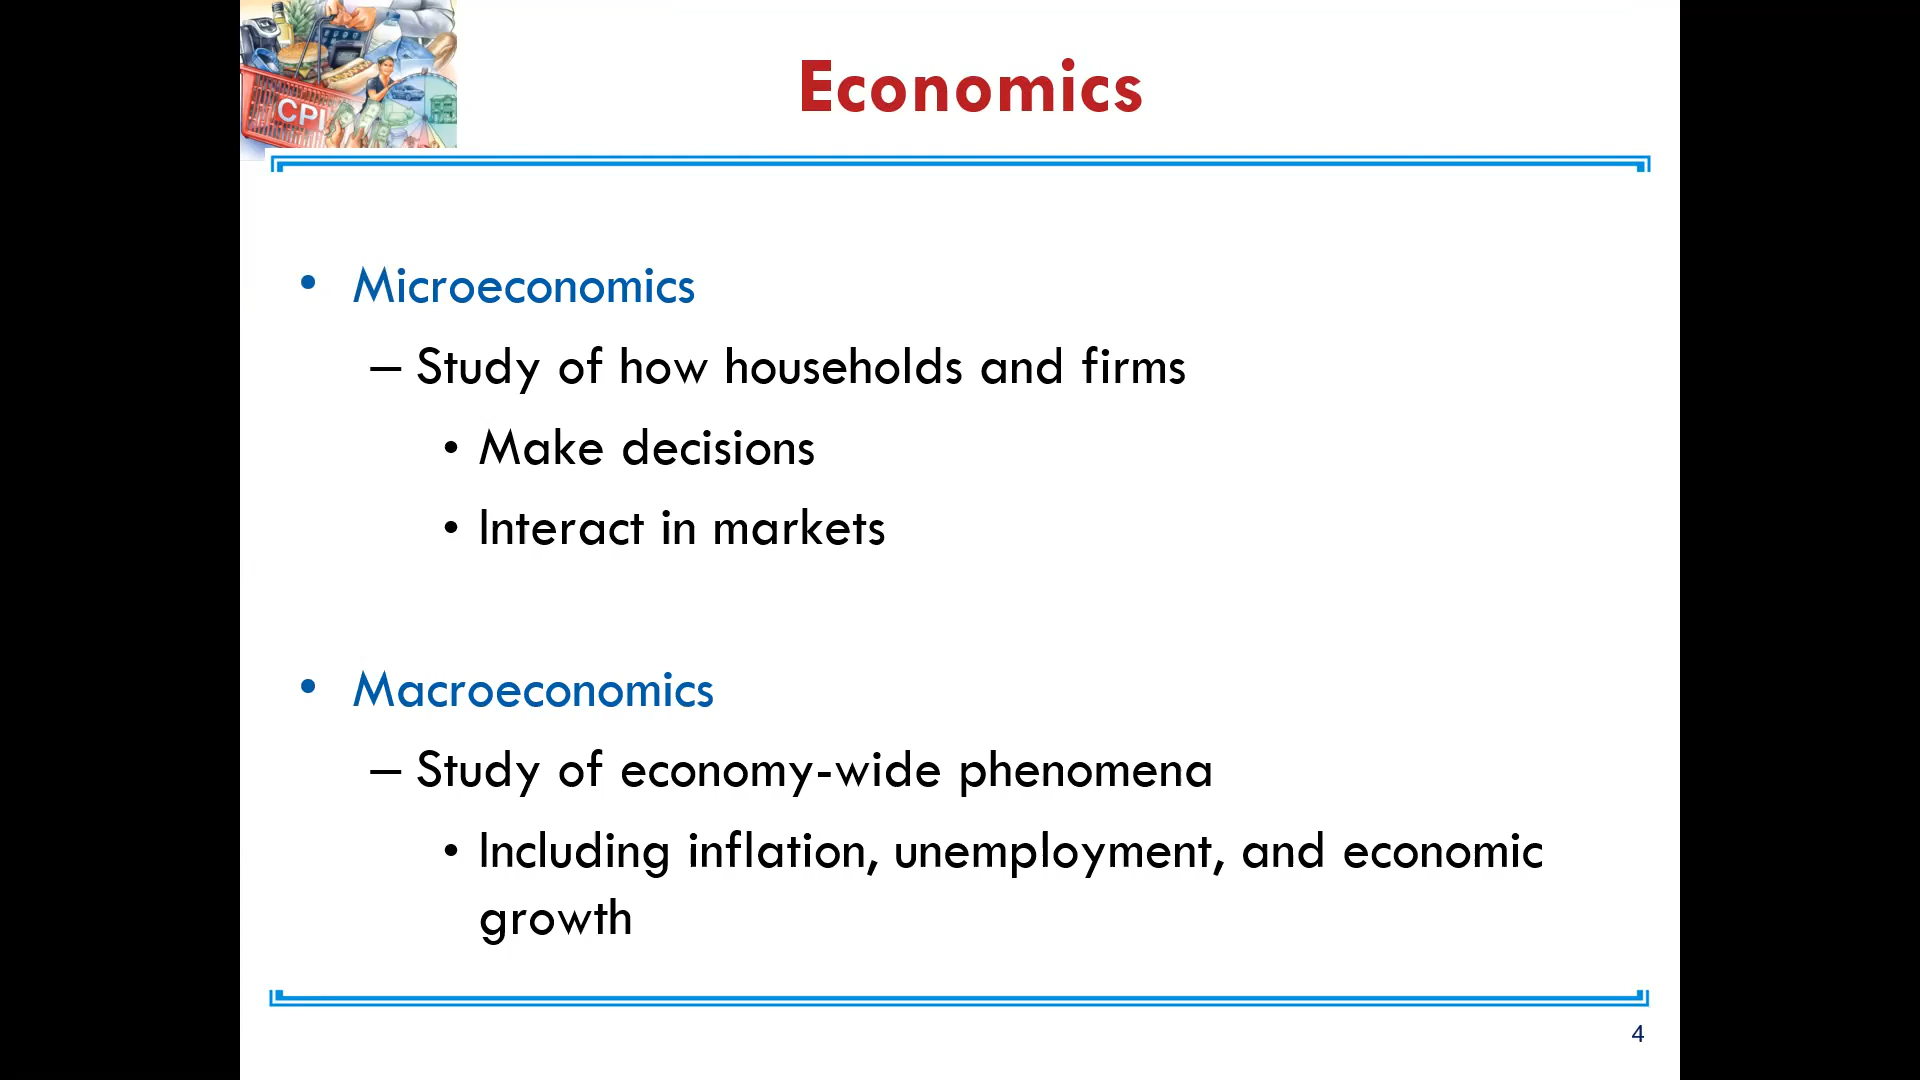 CPI
Economics
• Microeconomics
– Study of how households and firms
• Make decisions
• Interact in markets
• Macroeconomics
– Study of economy-wide phenomena
• Including inflation, unemployment, and economic
growth
4